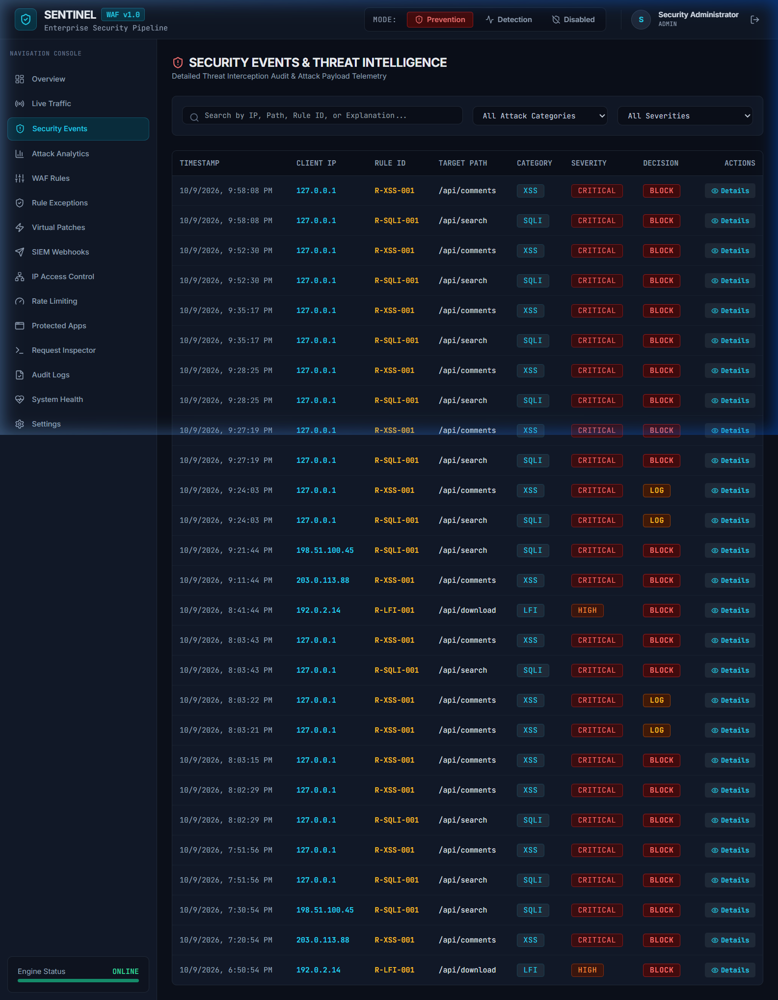 SENTINEL WAF v1.0
Enterprise Security Pipeline
MODE: Prevention Detection Disabled
S
Security Administrator
ADMIN
NAVIGATION CONSOLE
Overview
Live Traffic
Security Events
Attack Analytics
WAF Rules
Rule Exceptions
Virtual Patches
SIEM Webhooks
IP Access Control
Rate Limiting
Protected Apps
Request Inspector
Audit Logs
System Health
Settings
Engine Status ONLINE
SECURITY EVENTS & THREAT INTELLIGENCE
Detailed Threat Interception Audit & Attack Payload Telemetry
Search by IP, Path, Rule ID, or Explanation... All Attack Categories All Severities
TIMESTAMP CLIENT IP RULE ID TARGET PATH CATEGORY SEVERITY DECISION ACTIONS
10/9/2026, 9:58:08 PM 127.0.0.1 R-XSS-001 /api/comments XSS CRITICAL BLOCK Details
10/9/2026, 9:58:08 PM 127.0.0.1 R-SQLI-001 /api/search SQLI CRITICAL BLOCK Details
10/9/2026, 9:52:30 PM 127.0.0.1 R-XSS-001 /api/comments XSS CRITICAL BLOCK Details
10/9/2026, 9:52:30 PM 127.0.0.1 R-SQLI-001 /api/search SQLI CRITICAL BLOCK Details
10/9/2026, 9:35:17 PM 127.0.0.1 R-XSS-001 /api/comments XSS CRITICAL BLOCK Details
10/9/2026, 9:35:17 PM 127.0.0.1 R-SQLI-001 /api/search SQLI CRITICAL BLOCK Details
10/9/2026, 9:28:25 PM 127.0.0.1 R-XSS-001 /api/comments XSS CRITICAL BLOCK Details
10/9/2026, 9:28:25 PM 127.0.0.1 R-SQLI-001 /api/search SQLI CRITICAL BLOCK Details
10/9/2026, 9:27:19 PM 127.0.0.1 R-XSS-001 /api/comments XSS CRITICAL BLOCK Details
10/9/2026, 9:27:19 PM 127.0.0.1 R-SQLI-001 /api/search SQLI CRITICAL BLOCK Details
10/9/2026, 9:24:03 PM 127.0.0.1 R-XSS-001 /api/comments XSS CRITICAL LOG Details
10/9/2026, 9:24:03 PM 127.0.0.1 R-SQLI-001 /api/search SQLI CRITICAL LOG Details
10/9/2026, 9:21:44 PM 198.51.100.45 R-SQLI-001 /api/search SQLI CRITICAL BLOCK Details
10/9/2026, 9:11:44 PM 203.0.113.88 R-XSS-001 /api/comments XSS CRITICAL BLOCK Details
10/9/2026, 8:41:44 PM 192.0.2.14 R-LFI-001 /api/download LFI HIGH BLOCK Details
10/9/2026, 8:03:43 PM 127.0.0.1 R-XSS-001 /api/comments XSS CRITICAL BLOCK Details
10/9/2026, 8:03:43 PM 127.0.0.1 R-SQLI-001 /api/search SQLI CRITICAL BLOCK Details
10/9/2026, 8:03:22 PM 127.0.0.1 R-XSS-001 /api/comments XSS CRITICAL LOG Details
10/9/2026, 8:03:21 PM 127.0.0.1 R-XSS-001 /api/comments XSS CRITICAL LOG Details
10/9/2026, 8:03:15 PM 127.0.0.1 R-XSS-001 /api/comments XSS CRITICAL BLOCK Details
10/9/2026, 8:02:29 PM 127.0.0.1 R-XSS-001 /api/comments XSS CRITICAL BLOCK Details
10/9/2026, 8:02:29 PM 127.0.0.1 R-SQLI-001 /api/search SQLI CRITICAL BLOCK Details
10/9/2026, 7:51:56 PM 127.0.0.1 R-XSS-001 /api/comments XSS CRITICAL BLOCK Details
10/9/2026, 7:51:56 PM 127.0.0.1 R-SQLI-001 /api/search SQLI CRITICAL BLOCK Details
10/9/2026, 7:30:54 PM 198.51.100.45 R-SQLI-001 /api/search SQLI CRITICAL BLOCK Details
10/9/2026, 7:20:54 PM 203.0.113.88 R-XSS-001 /api/comments XSS CRITICAL BLOCK Details
10/9/2026, 6:50:54 PM 192.0.2.14 R-LFI-001 /api/download LFI HIGH BLOCK Details